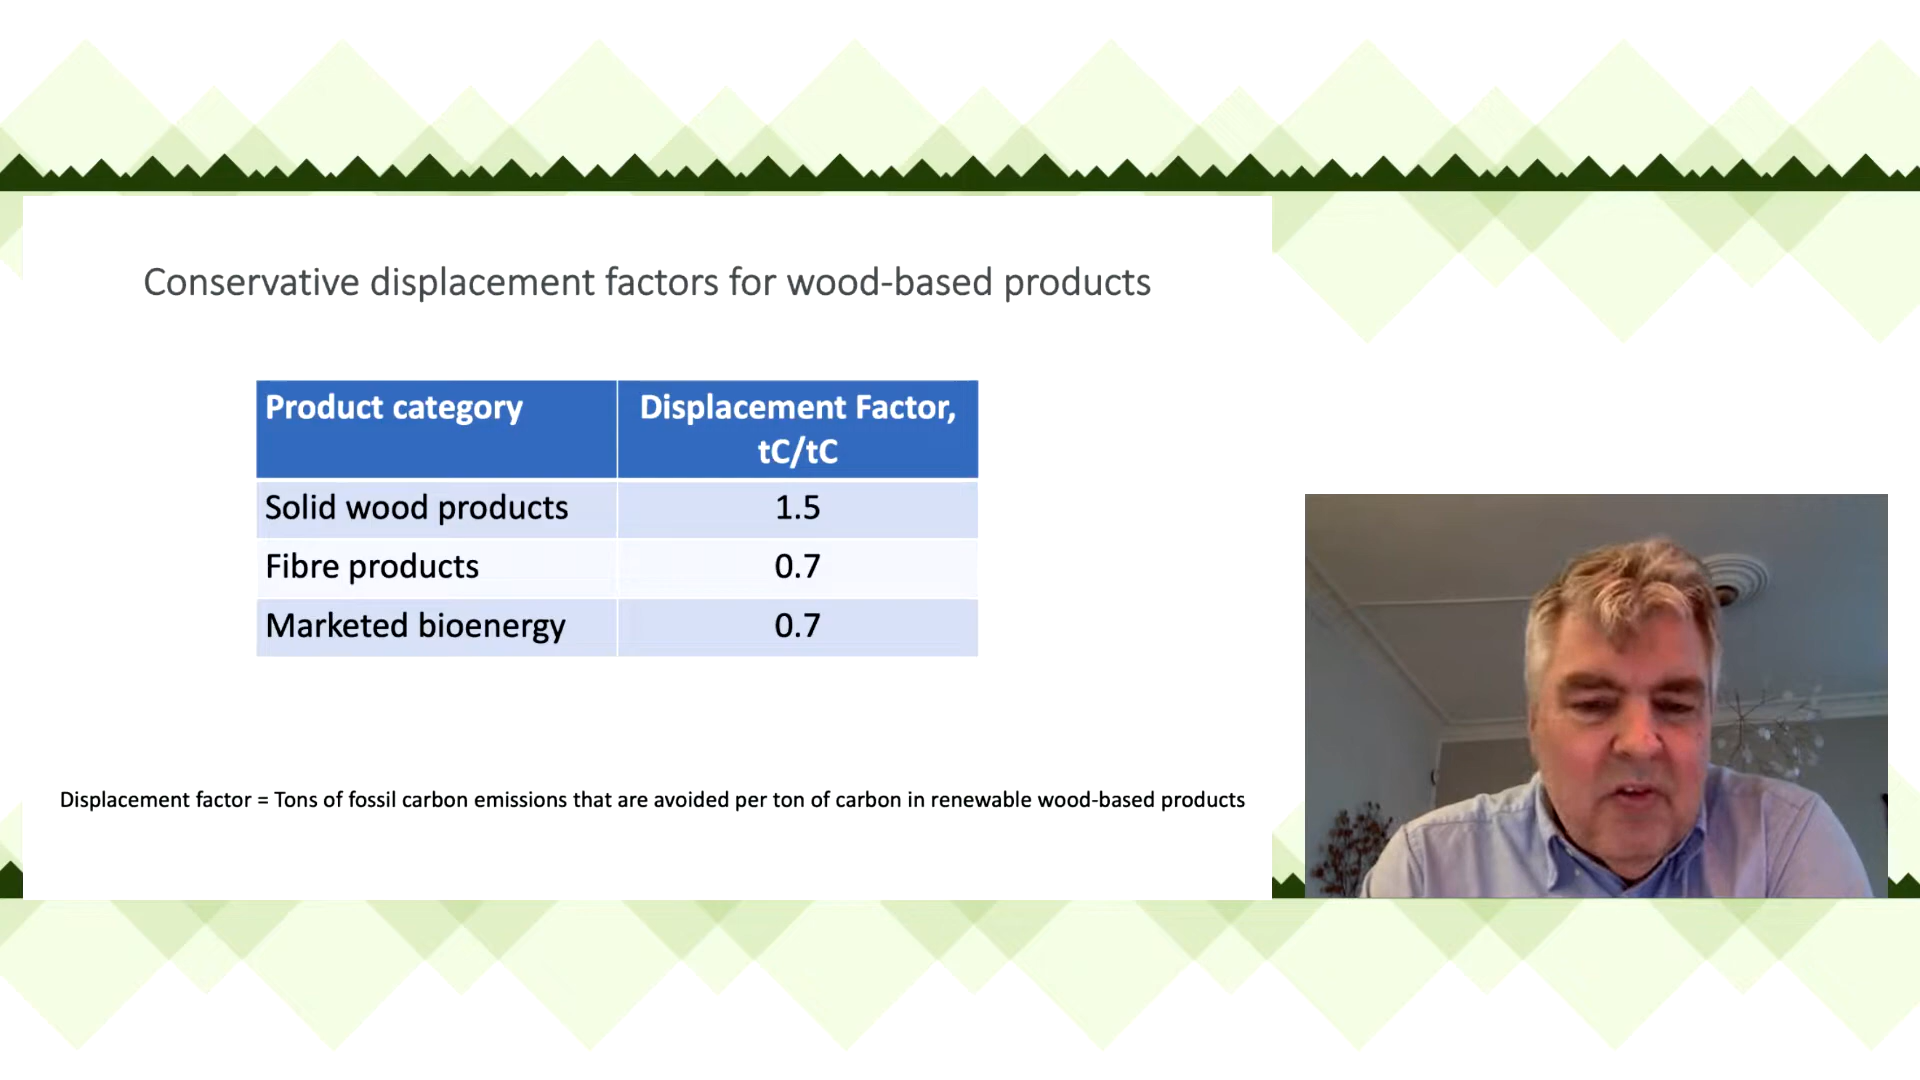 Conservative displacement factors for wood-based products
Product category
Displacement Factor,
tC/tC
Solid wood products
1.5
Fibre products
0.7
Marketed bioenergy
0.7
Displacement factor = Tons of fossil carbon emissions that are avoided per ton of carbon in renewable wood-based products